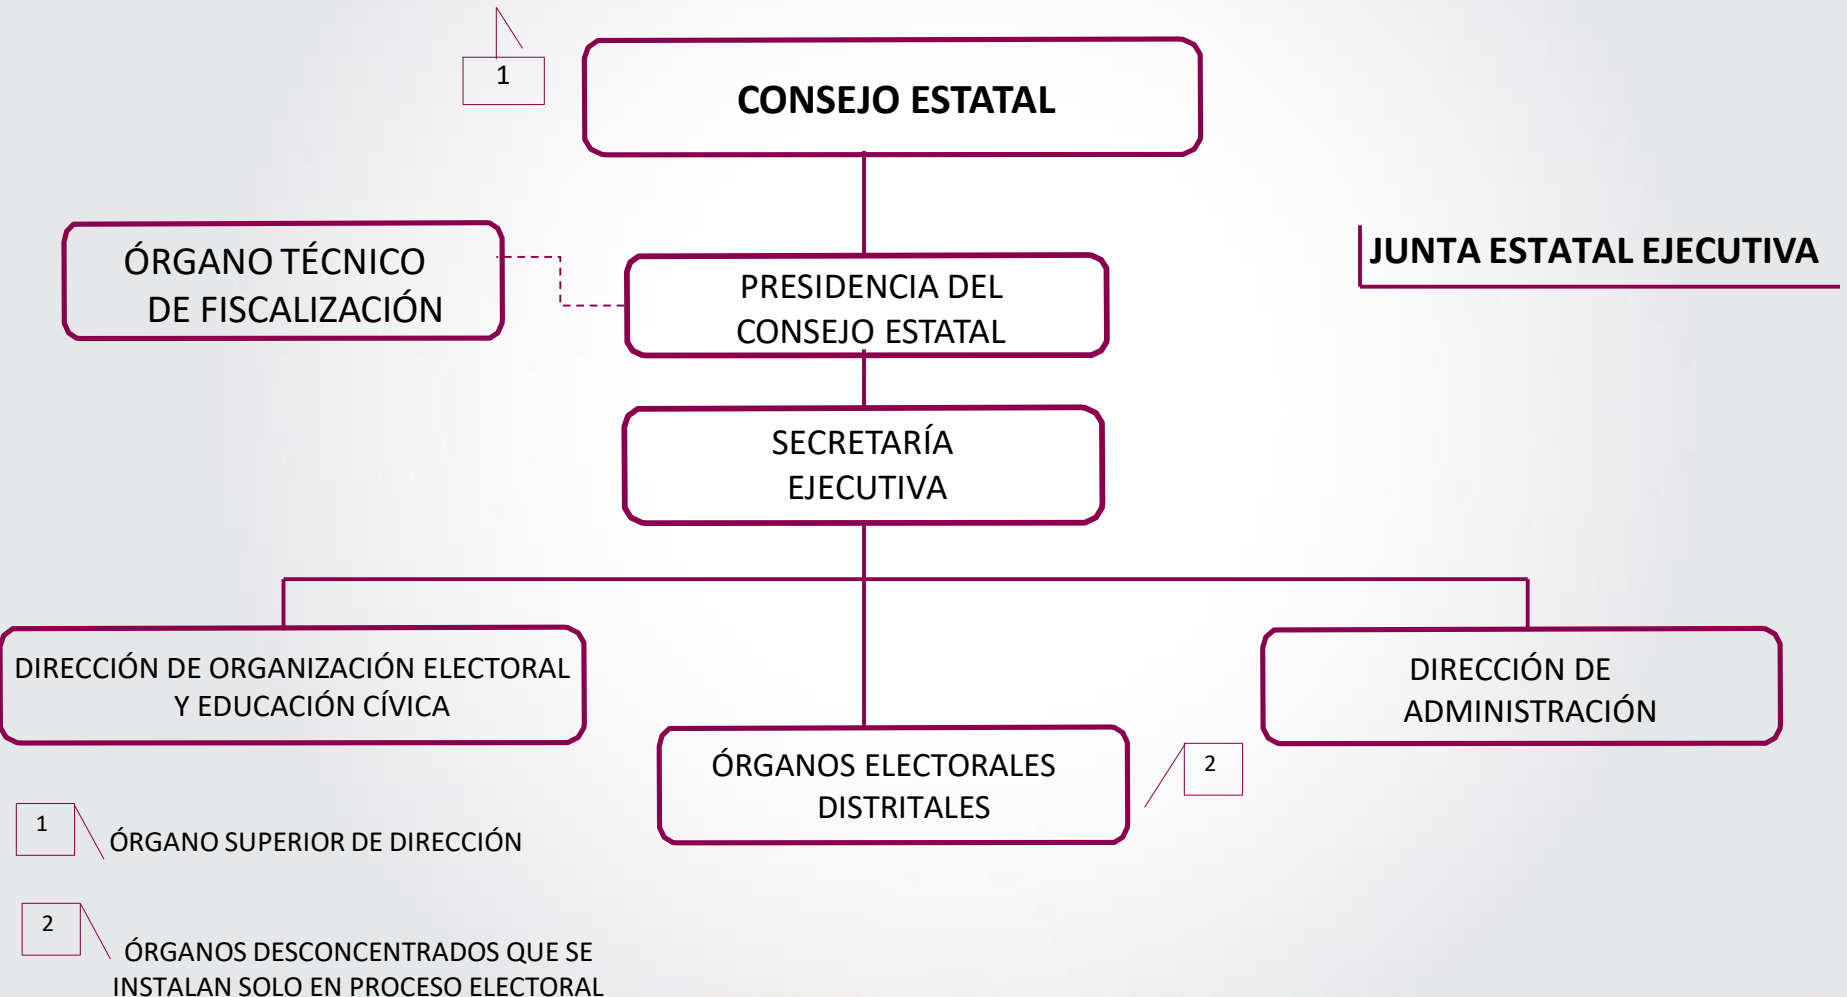 1
CONSEJO ESTATAL
ÓRGANO TÉCNICO
DE FISCALIZACIÓN
PRESIDENCIA DEL
CONSEJO ESTATAL
JUNTA ESTATAL EJECUTIVA
SECRETARÍA
EJECUTIVA
DIRECCIÓN DE ORGANIZACIÓN ELECTORAL
Y EDUCACIÓN CÍVICA
ÓRGANOS ELECTORALES
DISTRITALES
2
DIRECCIÓN DE
ADMINISTRACIÓN
1
ÓRGANO SUPERIOR DE DIRECCIÓN
2
ÓRGANOS DESCONCENTRADOS QUE SE
INSTALAN SOLO EN PROCESO ELECTORAL